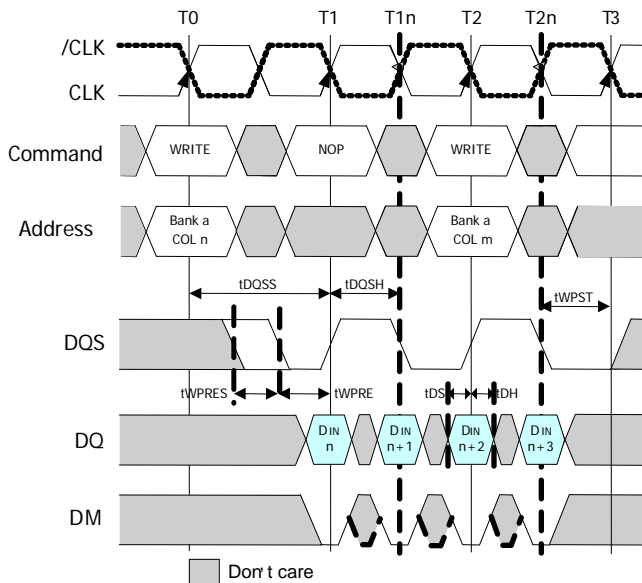 T0 T1 T1n T2 T2n T3
/CLK
CLK
Command WRITE NOP WRITE
Address Bank a COL n Bank a COL m
tDQSS tDQSH tWPST
DQS
tWPRES tWPRE tDS tDH
DQ DIN n DIN n+1 DIN n+2 DIN n+3
DM
Don't care